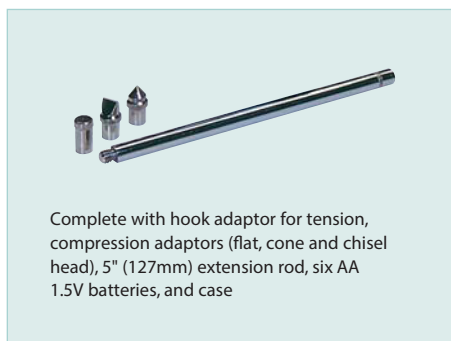 Complete with hook adaptor for tension,
compression adaptors (flat, cone and chisel
head), 5" (127mm) extension rod, six AA
1.5V batteries, and case